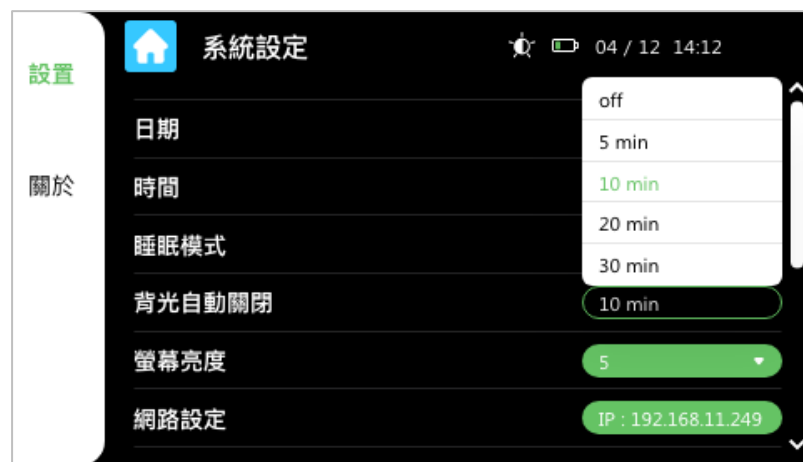 設置
關於
系統設定
04 / 12 14:12
日期
時間
睡眠模式
背光自動關閉
螢幕亮度
網路設定
off
5 min
10 min
20 min
30 min
10 min
5
IP : 192.168.11.249